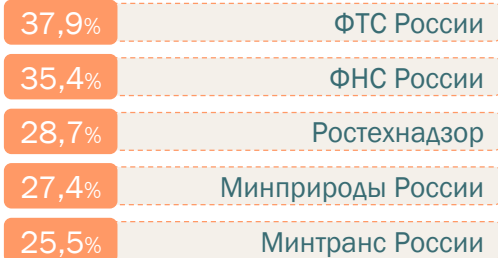 37,9% ФТС России
35,4% ФНС России
28,7% Ростехнадзор
27,4% Минприроды России
25,5% Минтранс России